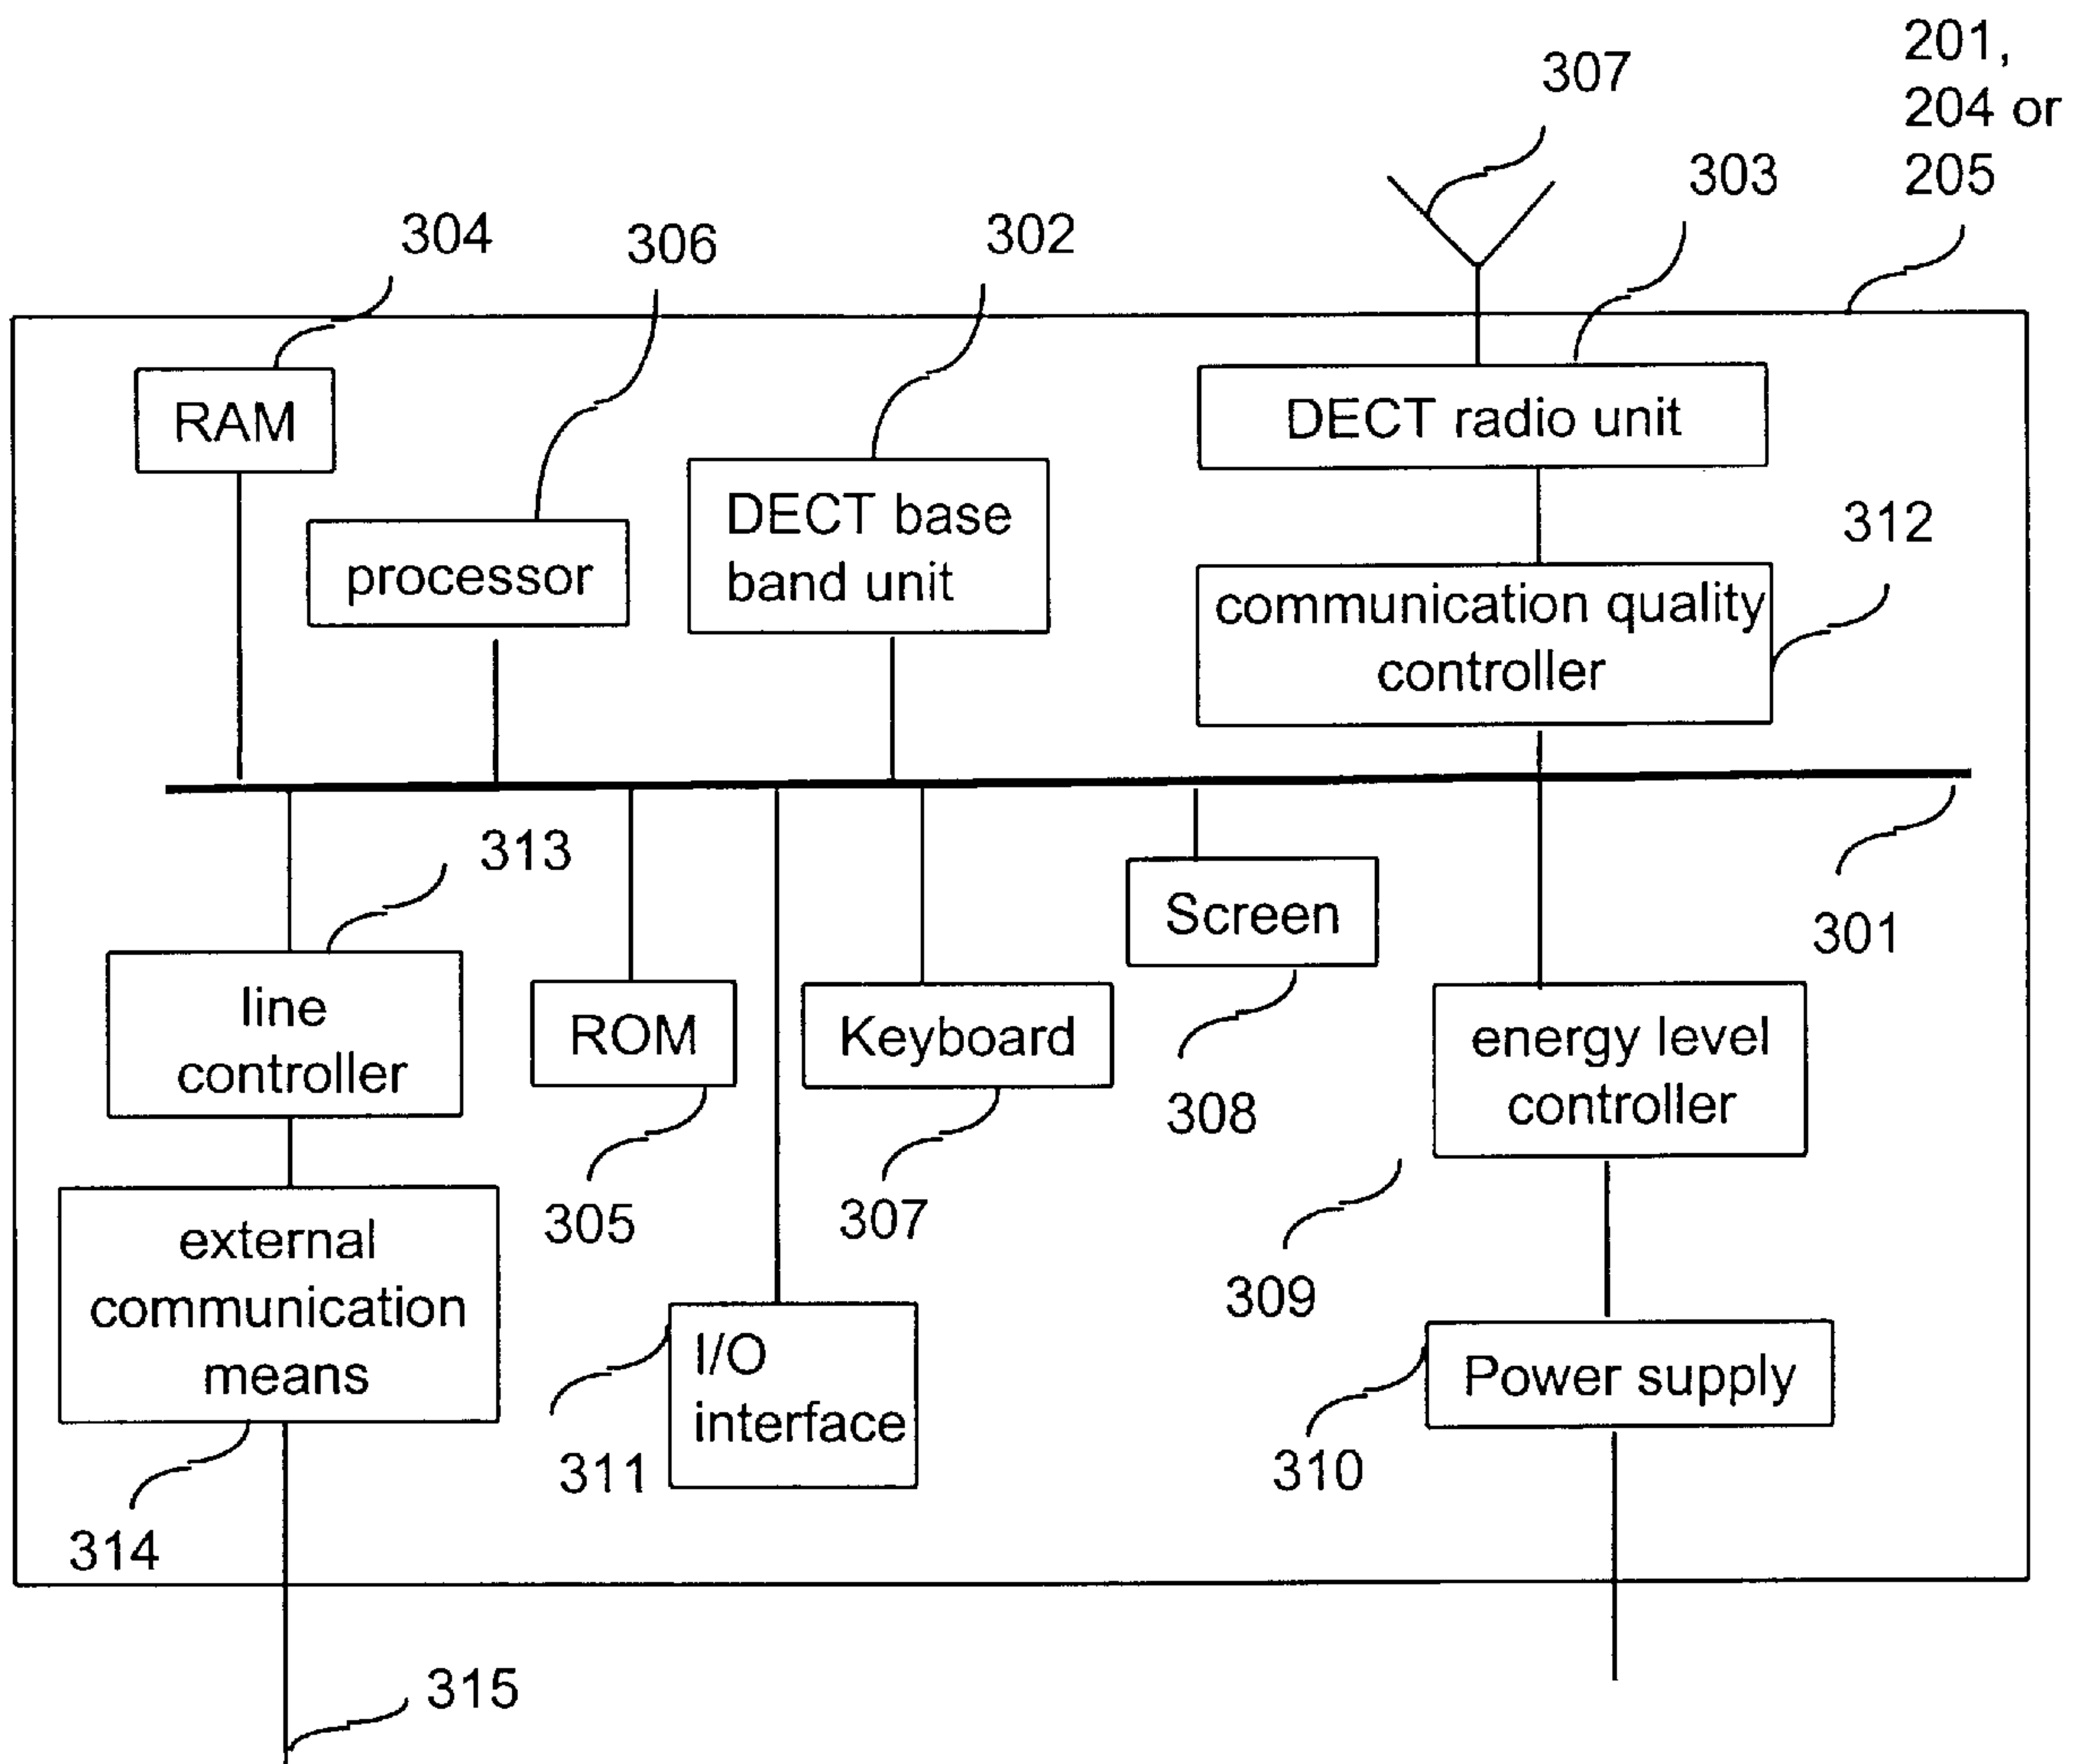 201,
204 or
205
307
303
304
306
302
RAM
DECT radio unit
DECT base
band unit
312
processor
communication quality
controller
313
301
Screen
line
controller
ROM
Keyboard
energy level
controller
308
305
307
309
external
communication
means
I/O
interface
Power supply
311
310
314
315